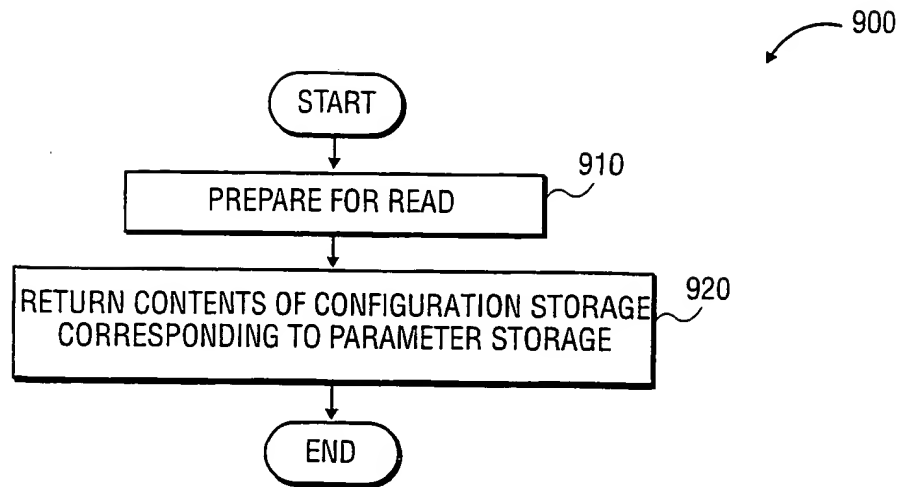 900
START
910
PREPARE FOR READ
920
RETURN CONTENTS OF CONFIGURATION STORAGE
CORRESPONDING TO PARAMETER STORAGE
END